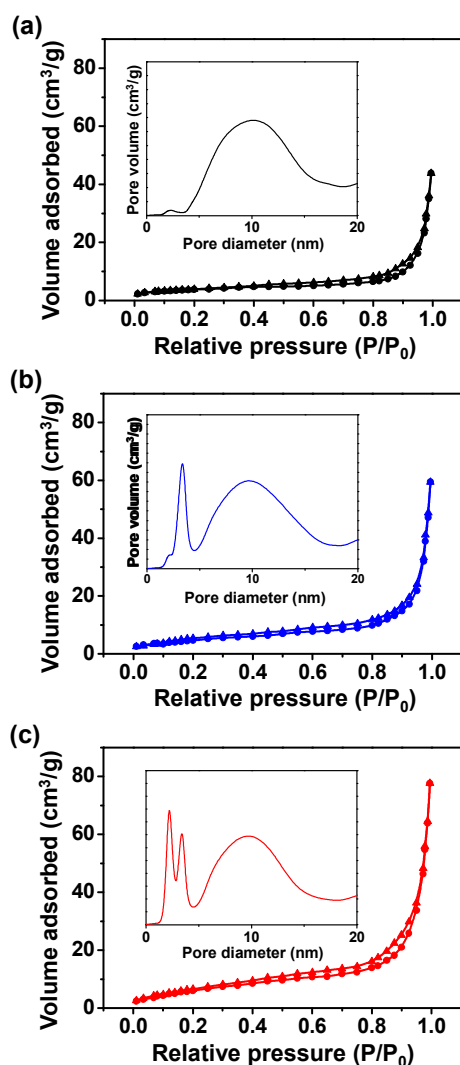 (a)
Volume adsorbed (cm³/g)
80
60
40
20
0
Pore volume (cm³/g)
0 10 20
Pore diameter (nm)
0.0 0.2 0.4 0.6 0.8 1.0
Relative pressure (P/P₀)
(b)
Volume adsorbed (cm³/g)
80
60
40
20
0
Pore volume (cm³/g)
0 10 20
Pore diameter (nm)
0.0 0.2 0.4 0.6 0.8 1.0
Relative pressure (P/P₀)
(c)
Volume adsorbed (cm³/g)
80
60
40
20
0
Pore volume (cm³/g)
0 10 20
Pore diameter (nm)
0.0 0.2 0.4 0.6 0.8 1.0
Relative pressure (P/P₀)